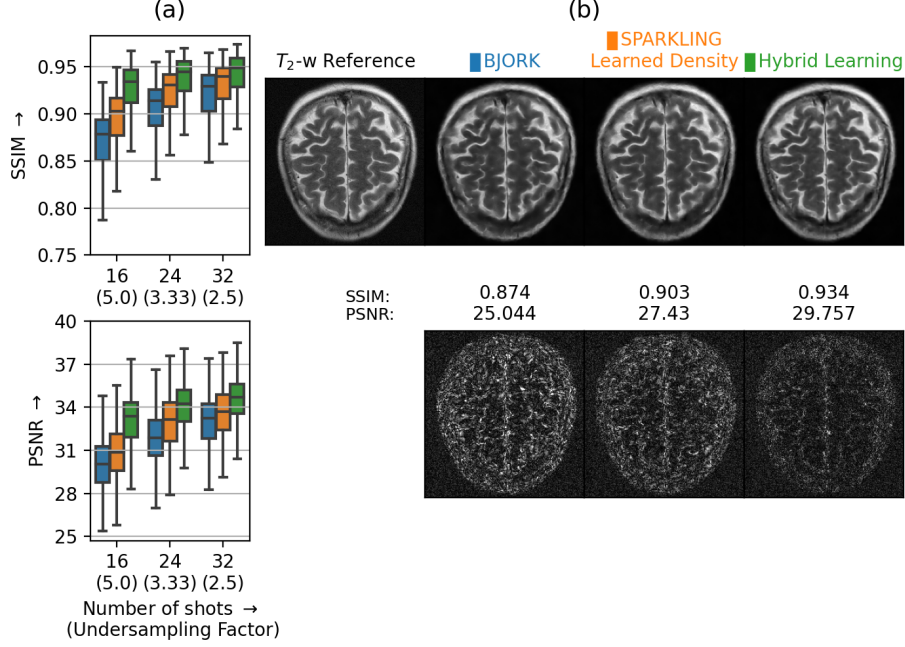 (a)
SSIM →
0.95
0.90
0.85
0.80
0.75
16 24 32
(5.0) (3.33) (2.5)
PSNR →
40
37
34
31
28
25
16 24 32
(5.0) (3.33) (2.5)
Number of shots →
(Undersampling Factor)
(b)
T₂-w Reference
BJORK
SPARKLING
Learned Density
Hybrid Learning
SSIM: 0.874 0.903 0.934
PSNR: 25.044 27.43 29.757